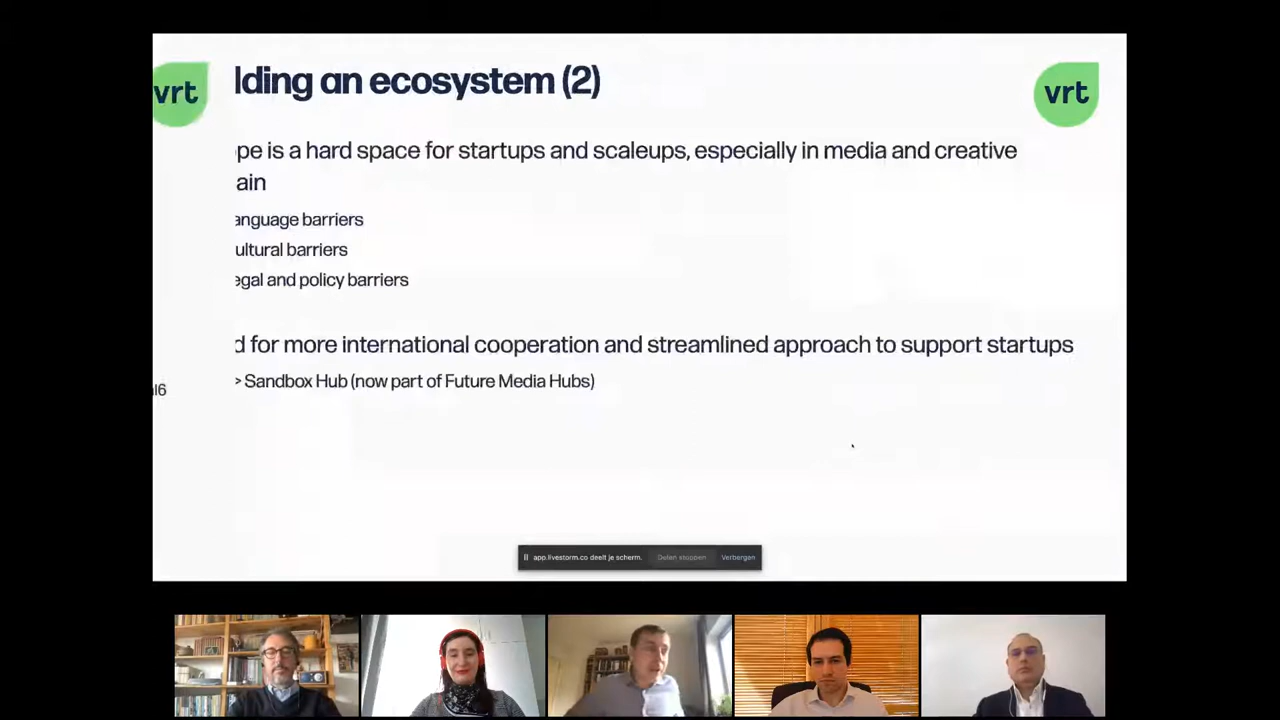 vrt
lding an ecosystem (2)
vrt
pe is a hard space for startups and scaleups, especially in media and creative
ain
anguage barriers
ultural barriers
egal and policy barriers
d for more international cooperation and streamlined approach to support startups
> Sandbox Hub (now part of Future Media Hubs)
l6
app.livestorm.co deelt je scherm. Delen stoppen Verbergen